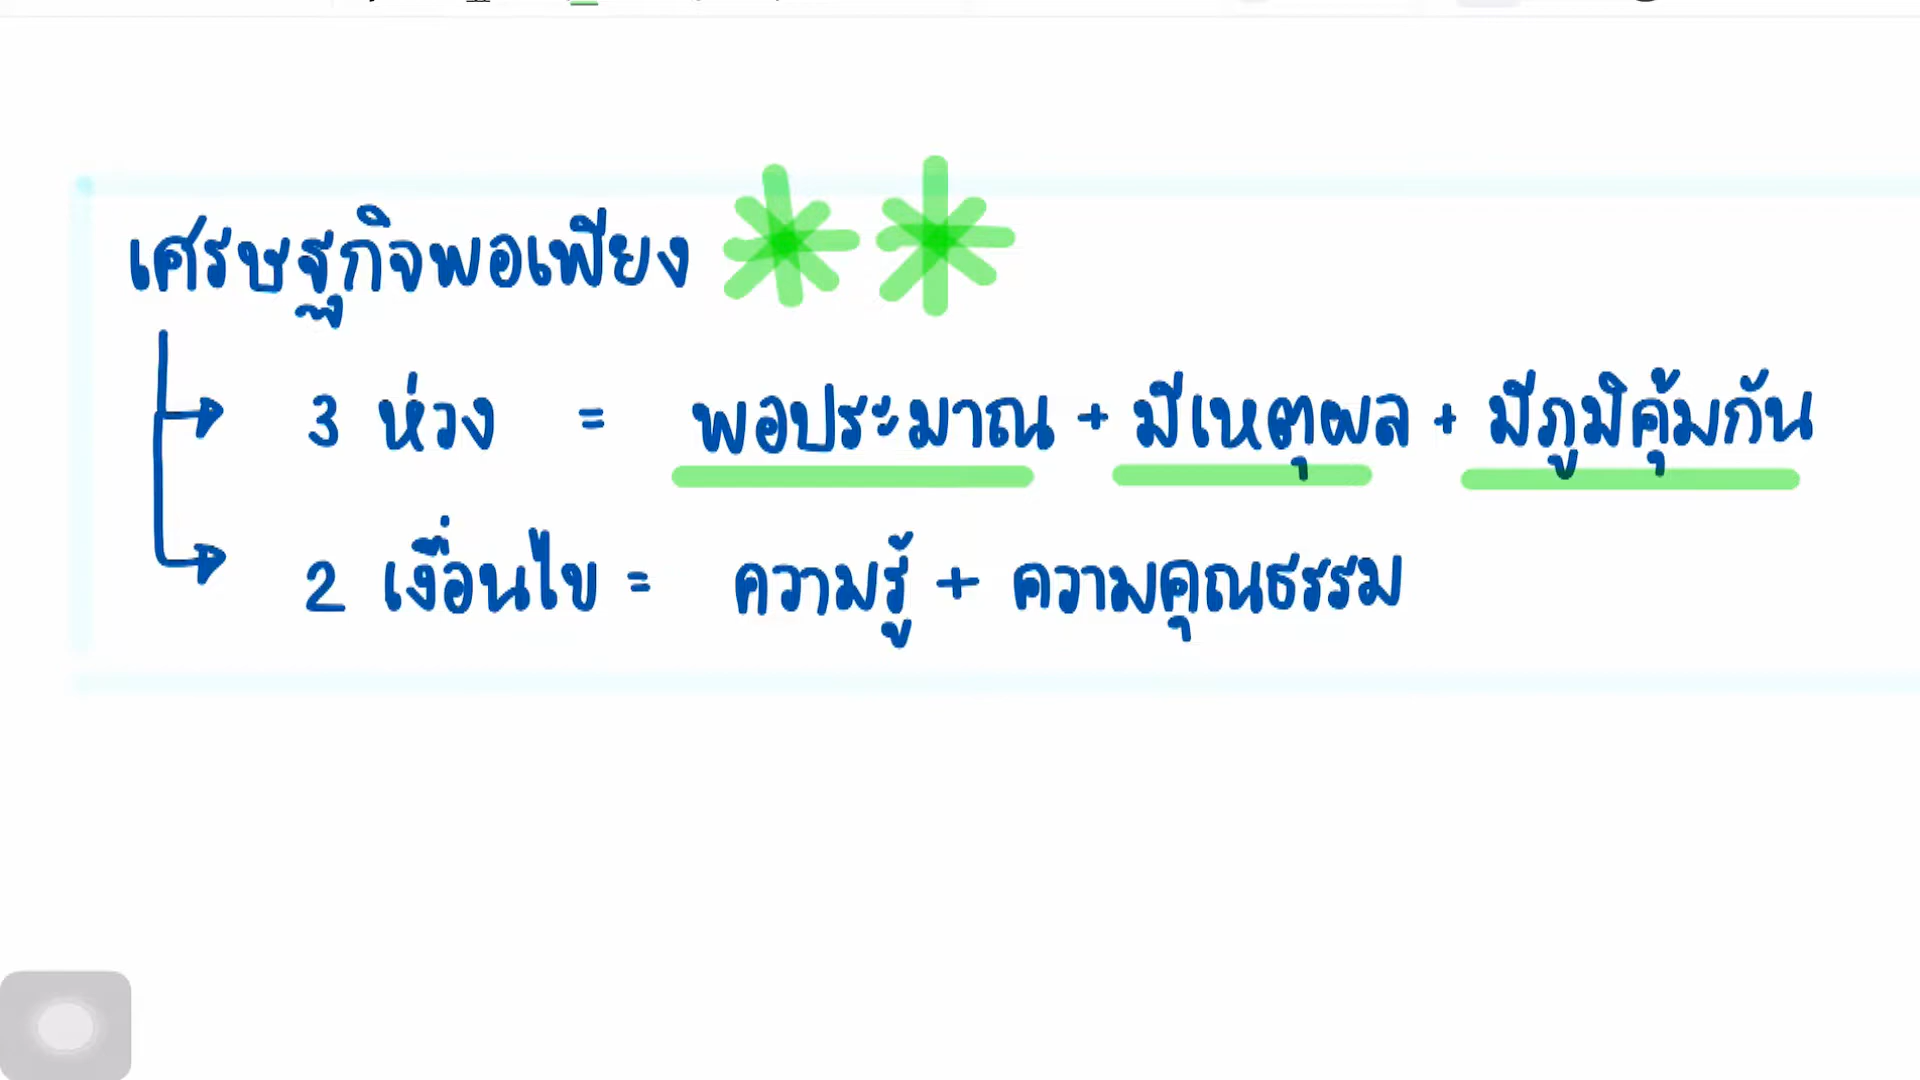 เศรษฐกิจพอเพียง
3 ห่วง = พอประมาณ + มีเหตุผล + มีภูมิคุ้มกัน
2 เงื่อนไข = ความรู้ + ความคุณธรรม